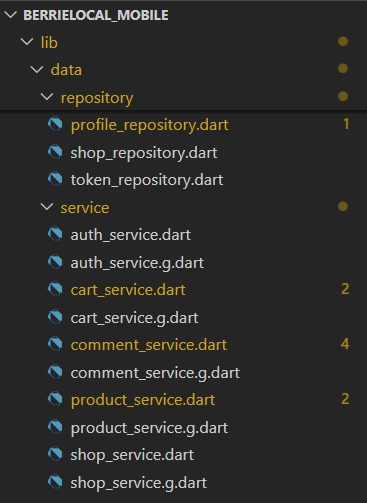 BERRIELOCAL_MOBILE
lib
data
repository
profile_repository.dart 1
shop_repository.dart
token_repository.dart
service
auth_service.dart
auth_service.g.dart
cart_service.dart 2
cart_service.g.dart
comment_service.dart 4
comment_service.g.dart
product_service.dart 2
product_service.g.dart
shop_service.dart
shop_service.g.dart